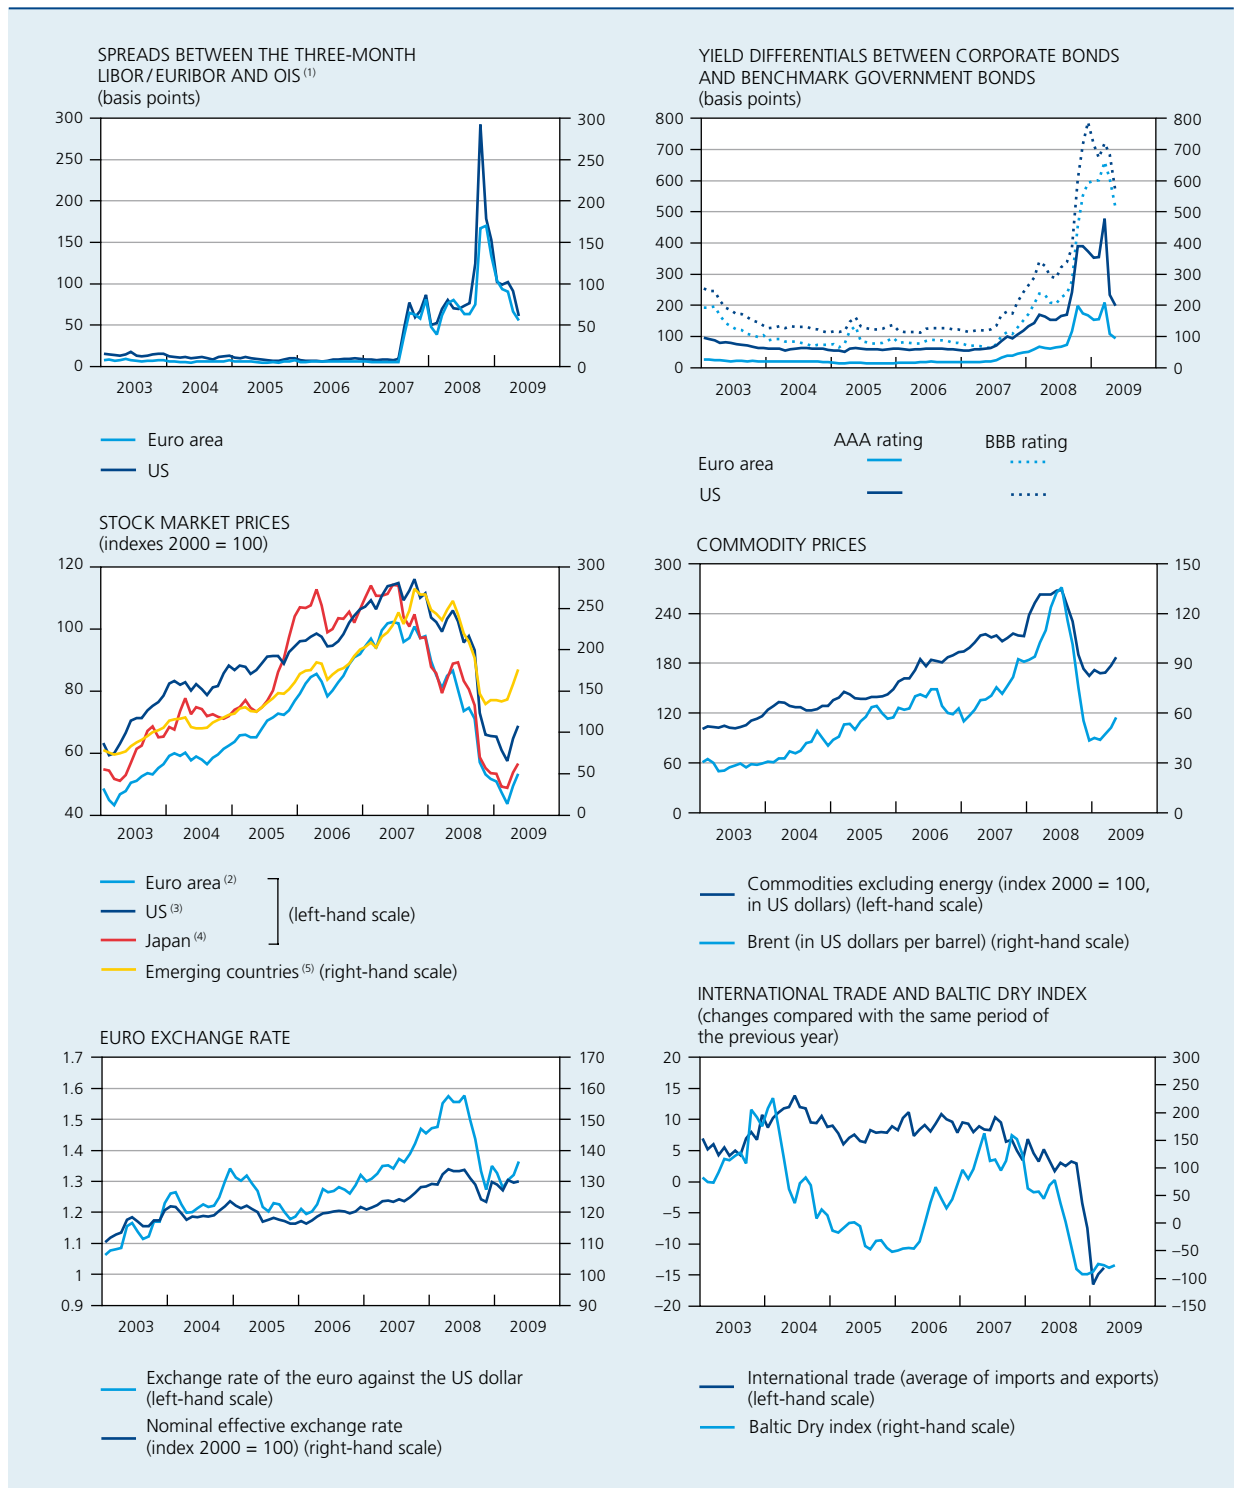 SPREADS BETWEEN THE THREE-MONTH
LIBOR / EURIBOR AND OIS (1)
(basis points)
300
250
200
150
100
50
0
300
250
200
150
100
50
0
2003 2004 2005 2006 2007 2008 2009
Euro area
US
YIELD DIFFERENTIALS BETWEEN CORPORATE BONDS
AND BENCHMARK GOVERNMENT BONDS
(basis points)
800
700
600
500
400
300
200
100
0
800
700
600
500
400
300
200
100
0
2003 2004 2005 2006 2007 2008 2009
AAA rating BBB rating
Euro area
US
STOCK MARKET PRICES
(indexes 2000 = 100)
120
100
80
60
40
300
250
200
150
100
50
0
2003 2004 2005 2006 2007 2008 2009
Euro area (2)
US (3)
Japan (4)
(left-hand scale)
Emerging countries (5) (right-hand scale)
COMMODITY PRICES
300
240
180
120
60
0
150
120
90
60
30
0
2003 2004 2005 2006 2007 2008 2009
Commodities excluding energy (index 2000 = 100,
in US dollars) (left-hand scale)
Brent (in US dollars per barrel) (right-hand scale)
EURO EXCHANGE RATE
1.7
1.6
1.5
1.4
1.3
1.2
1.1
1
0.9
170
160
150
140
130
120
110
100
90
2003 2004 2005 2006 2007 2008 2009
Exchange rate of the euro against the US dollar
(left-hand scale)
Nominal effective exchange rate
(index 2000 = 100) (right-hand scale)
INTERNATIONAL TRADE AND BALTIC DRY INDEX
(changes compared with the same period of
the previous year)
20
15
10
5
0
–5
–10
–15
–20
300
250
200
150
100
50
0
–50
–100
–150
2003 2004 2005 2006 2007 2008 2009
International trade (average of imports and exports)
(left-hand scale)
Baltic Dry index (right-hand scale)